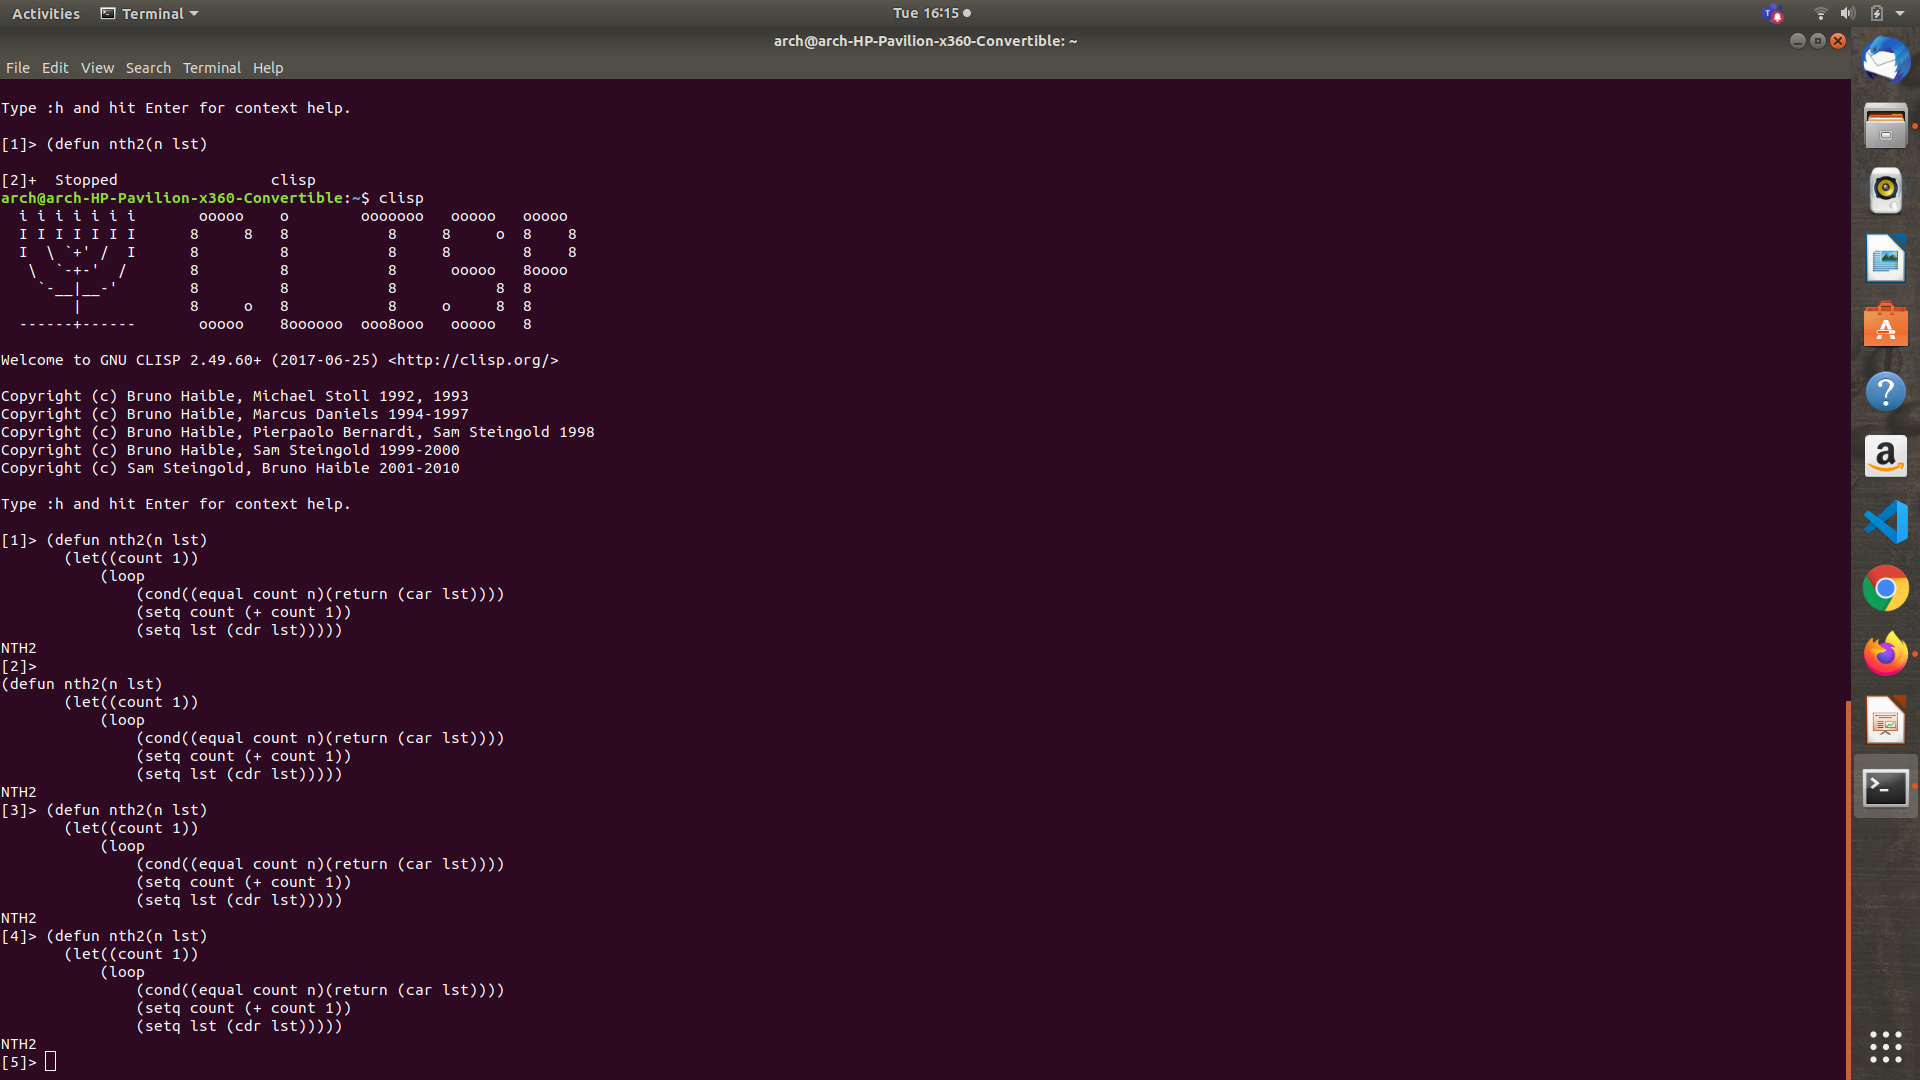 Activities Terminal Tue 16:15
arch@arch-HP-Pavilion-x360-Convertible: ~
File Edit View Search Terminal Help
Type :h and hit Enter for context help.
[1]> (defun nth2(n lst)
[2]+  Stopped                 clisp
arch@arch-HP-Pavilion-x360-Convertible:~$ clisp
  i i i i i i i       ooooo    o        ooooooo   ooooo   ooooo
  I I I I I I I      8     8   8           8     8     o  8    8
  I  \ `+' /  I      8         8           8     8        8    8
   \  `-+-'  /       8         8           8      ooooo   8oooo
    `-__|__-'        8         8           8           8  8
        |            8     o   8           8     o     8  8
  ------+------       ooooo    8oooooo  ooo8ooo   ooooo   8
Welcome to GNU CLISP 2.49.60+ (2017-06-25) <http://clisp.org/>
Copyright (c) Bruno Haible, Michael Stoll 1992, 1993
Copyright (c) Bruno Haible, Marcus Daniels 1994-1997
Copyright (c) Bruno Haible, Pierpaolo Bernardi, Sam Steingold 1998
Copyright (c) Bruno Haible, Sam Steingold 1999-2000
Copyright (c) Sam Steingold, Bruno Haible 2001-2010
Type :h and hit Enter for context help.
[1]> (defun nth2(n lst)
       (let((count 1))
           (loop
               (cond((equal count n)(return (car lst))))
               (setq count (+ count 1))
               (setq lst (cdr lst)))))
NTH2
[2]>
(defun nth2(n lst)
       (let((count 1))
           (loop
               (cond((equal count n)(return (car lst))))
               (setq count (+ count 1))
               (setq lst (cdr lst)))))
NTH2
[3]> (defun nth2(n lst)
       (let((count 1))
           (loop
               (cond((equal count n)(return (car lst))))
               (setq count (+ count 1))
               (setq lst (cdr lst)))))
NTH2
[4]> (defun nth2(n lst)
       (let((count 1))
           (loop
               (cond((equal count n)(return (car lst))))
               (setq count (+ count 1))
               (setq lst (cdr lst)))))
NTH2
[5]>